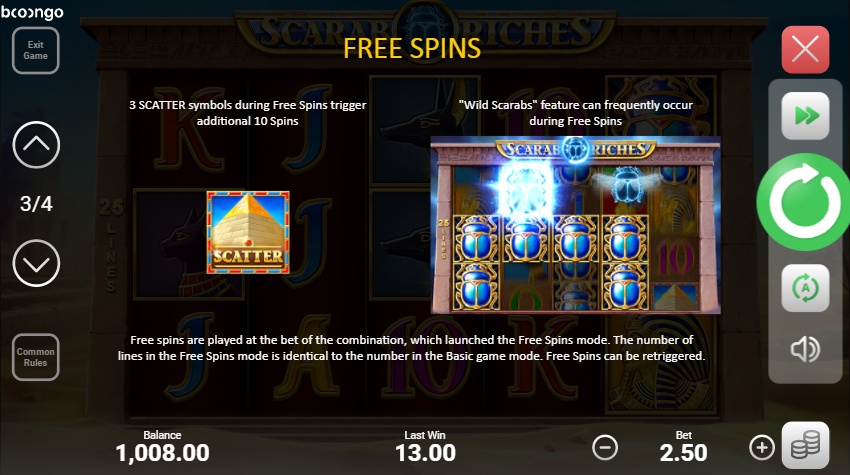 booongo
SCARAB RICHES
Exit
Game
FREE SPINS
3 SCATTER symbols during Free Spins trigger
additional 10 Spins
"Wild Scarabs" feature can frequently occur
during Free Spins
SCARAB RICHES
3/4
25
LINES
SCATTER
25
LINES
10
Free spins are played at the bet of the combination, which launched the Free Spins mode. The number of
lines in the Free Spins mode is identical to the number in the Basic game mode. Free Spins can be retriggered.
Common
Rules
K
J
J
J
A
10
K
A
Balance
1,008.00
Last Win
13.00
Bet
2.50